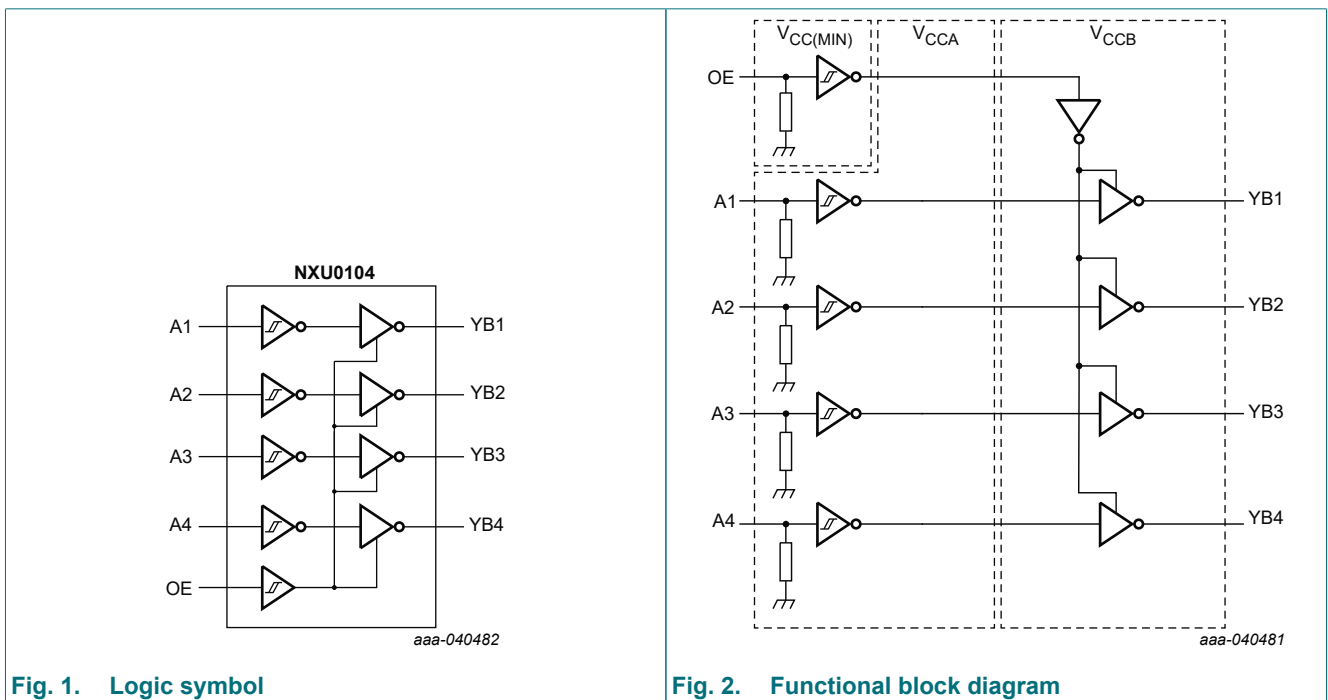 NXU0104
A1
YB1
A2
YB2
A3
YB3
A4
YB4
OE
aaa-040482
Fig. 1. Logic symbol
VCC(MIN)
VCCA
VCCB
OE
A1
YB1
A2
YB2
A3
YB3
A4
YB4
aaa-040481
Fig. 2. Functional block diagram